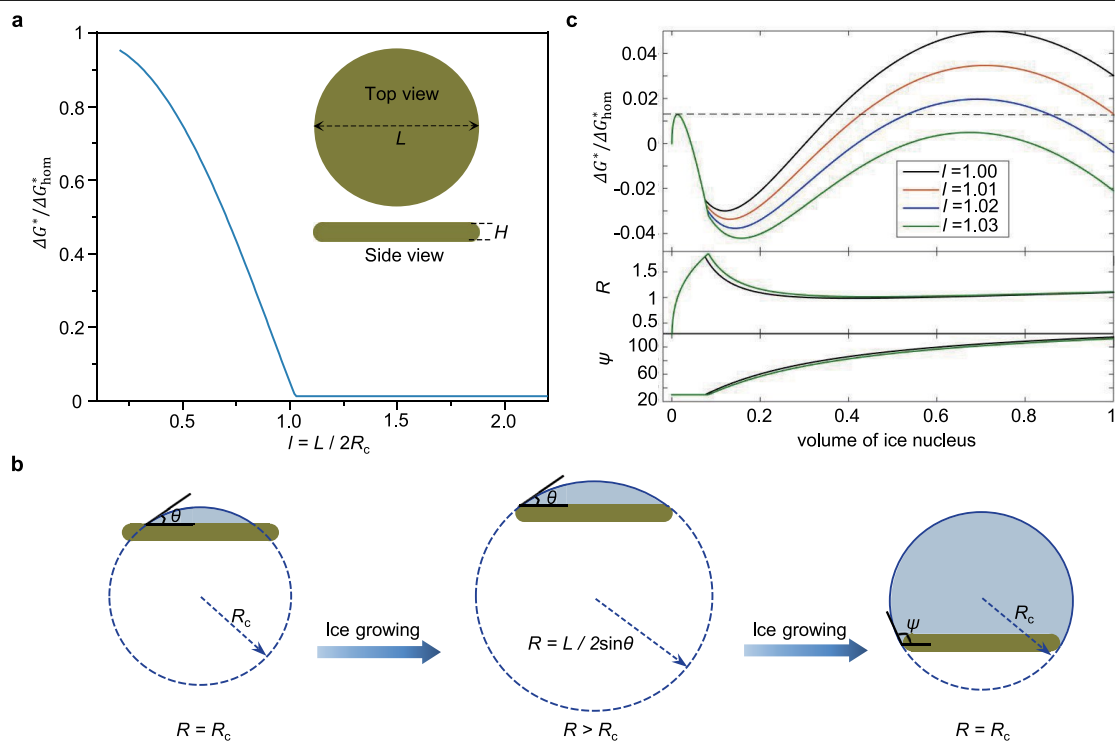 a
1
0.8
0.6
0.4
0.2
0
ΔG*/ΔG*hom
0.5
1.0
1.5
2.0
l = L / 2Rc
Top view
L
H
Side view
c
0.04
0.02
0
-0.02
-0.04
ΔG*/ΔG*hom
l =1.00
l =1.01
l =1.02
l =1.03
1.5
1
0.5
R
100
60
20
ψ
0
0.2
0.4
0.6
0.8
1
volume of ice nucleus
b
θ
Rc
R = Rc
Ice growing
θ
R = L / 2sinθ
R > Rc
Ice growing
ψ
Rc
R = Rc